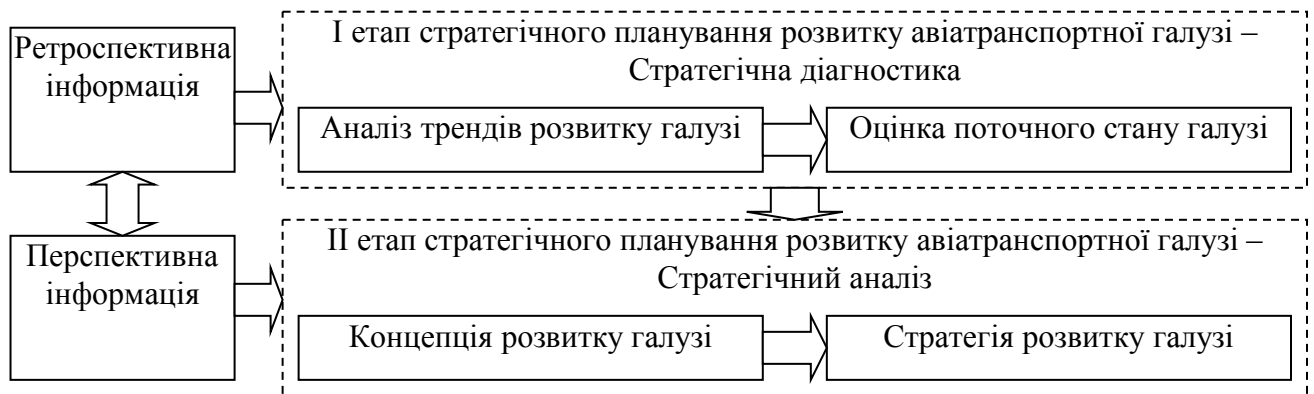 Ретроспективна
інформація
І етап стратегічного планування розвитку авіатранспортної галузі –
Стратегічна діагностика
Аналіз трендів розвитку галузі
Оцінка поточного стану галузі
Перспективна
інформація
ІІ етап стратегічного планування розвитку авіатранспортної галузі –
Стратегічний аналіз
Концепція розвитку галузі
Стратегія розвитку галузі